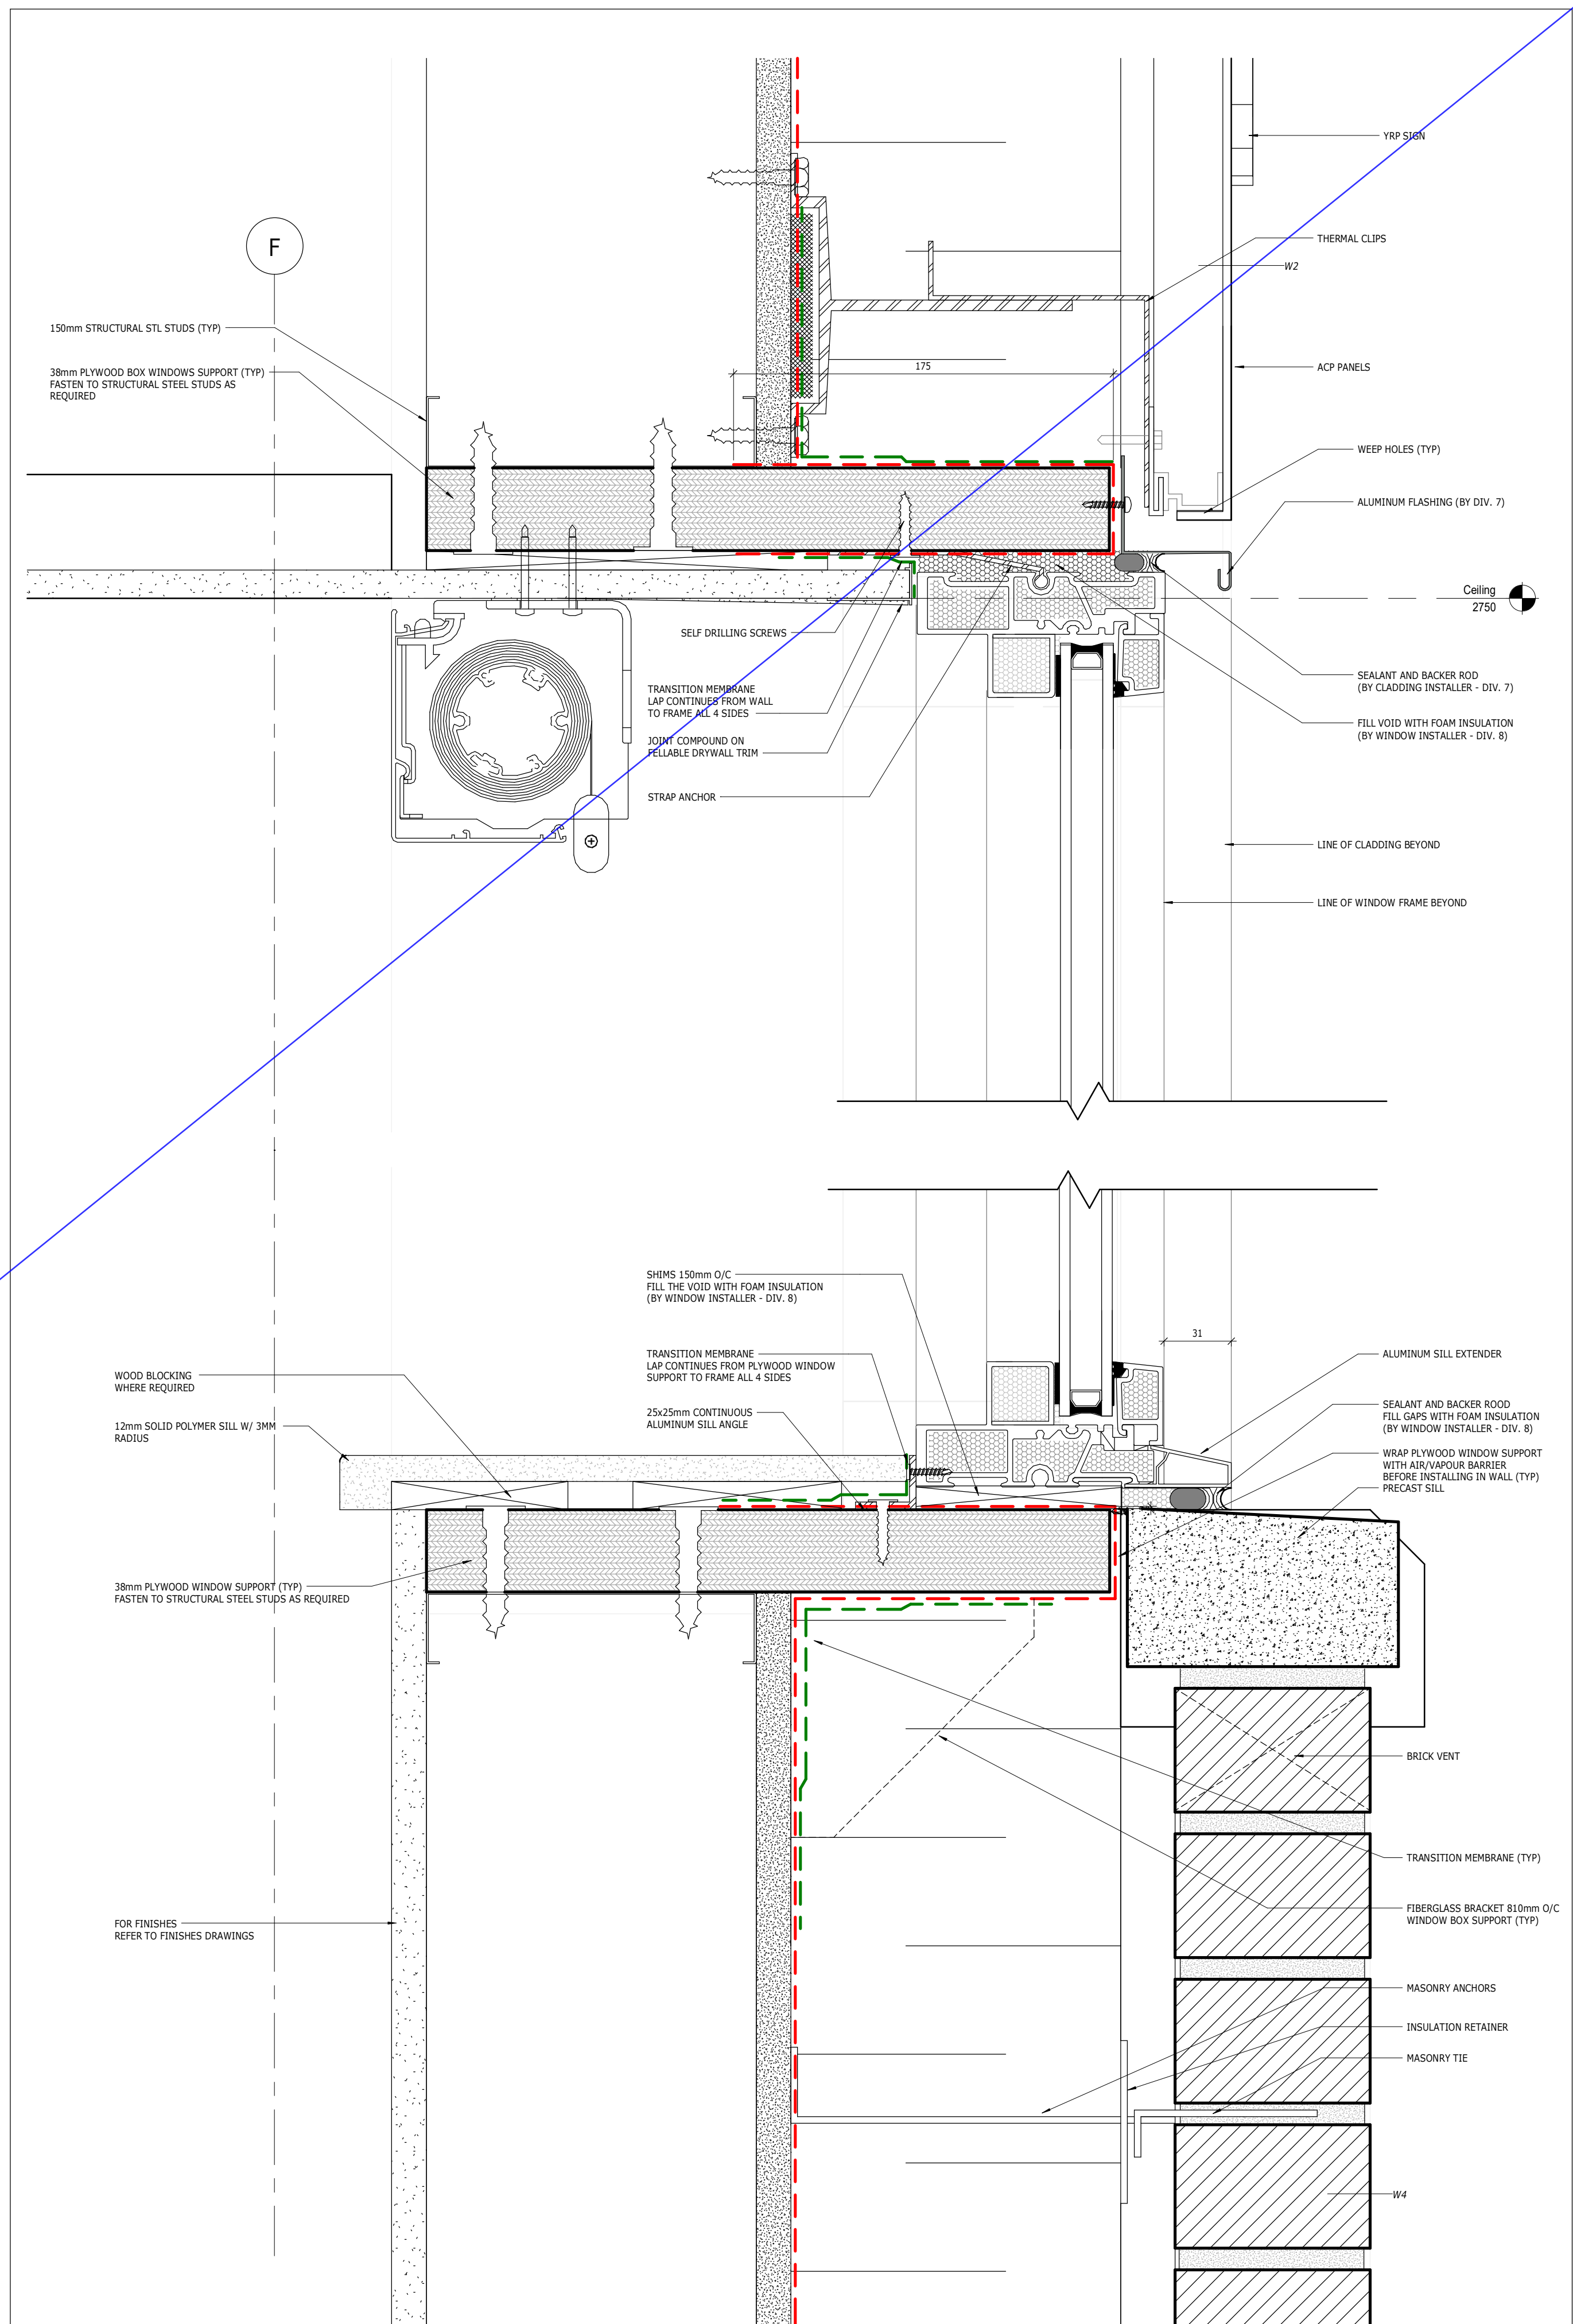 YRP SIGN
THERMAL CLIPS
W2
F
150mm STRUCTURAL STL STUDS (TYP)
38mm PLYWOOD BOX WINDOWS SUPPORT (TYP)
FASTEN TO STRUCTURAL STEEL STUDS AS
REQUIRED
175
ACP PANELS
WEEP HOLES (TYP)
ALUMINUM FLASHING (BY DIV. 7)
Ceiling
2750
SELF DRILLING SCREWS
TRANSITION MEMBRANE
LAP CONTINUES FROM WALL
TO FRAME ALL 4 SIDES
JOINT COMPOUND ON
FELLABLE DRYWALL TRIM
STRAP ANCHOR
SEALANT AND BACKER ROD
(BY CLADDING INSTALLER - DIV. 7)
FILL VOID WITH FOAM INSULATION
(BY WINDOW INSTALLER - DIV. 8)
LINE OF CLADDING BEYOND
LINE OF WINDOW FRAME BEYOND
SHIMS 150mm O/C
FILL THE VOID WITH FOAM INSULATION
(BY WINDOW INSTALLER - DIV. 8)
31
TRANSITION MEMBRANE
LAP CONTINUES FROM PLYWOOD WINDOW
SUPPORT TO FRAME ALL 4 SIDES
25x25mm CONTINUOUS
ALUMINUM SILL ANGLE
WOOD BLOCKING
WHERE REQUIRED
12mm SOLID POLYMER SILL W/ 3MM
RADIUS
ALUMINUM SILL EXTENDER
SEALANT AND BACKER ROOD
FILL GAPS WITH FOAM INSULATION
(BY WINDOW INSTALLER - DIV. 8)
WRAP PLYWOOD WINDOW SUPPORT
WITH AIR/VAPOUR BARRIER
BEFORE INSTALLING IN WALL (TYP)
PRECAST SILL
38mm PLYWOOD WINDOW SUPPORT (TYP)
FASTEN TO STRUCTURAL STEEL STUDS AS REQUIRED
BRICK VENT
TRANSITION MEMBRANE (TYP)
FIBERGLASS BRACKET 810mm O/C
WINDOW BOX SUPPORT (TYP)
FOR FINISHES
REFER TO FINISHES DRAWINGS
MASONRY ANCHORS
INSULATION RETAINER
MASONRY TIE
W4